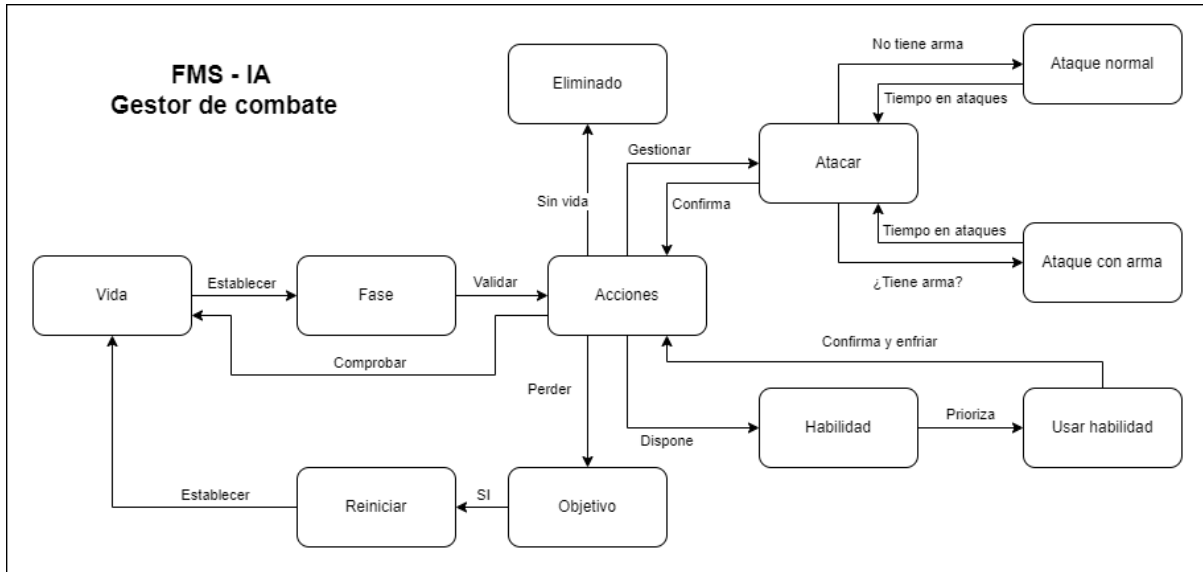 FMS - IA
Gestor de combate
Eliminado
No tiene arma
Ataque normal
Tiempo en ataques
Gestionar
Atacar
Sin vida
Confirma
Tiempo en ataques
Ataque con arma
¿Tiene arma?
Vida
Establecer
Fase
Validar
Acciones
Comprobar
Confirma y enfriar
Perder
Dispone
Habilidad
Prioriza
Usar habilidad
Establecer
Reiniciar
SI
Objetivo